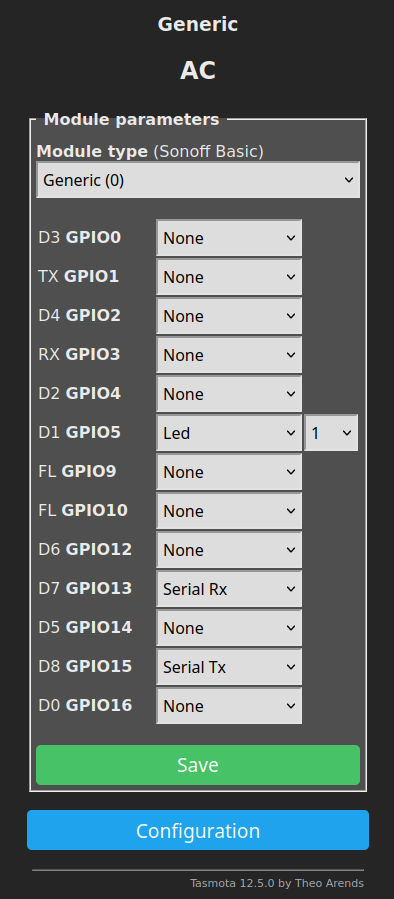 Generic
AC
Module parameters
Module type (Sonoff Basic)
Generic (0)
D3 GPIO0 None
TX GPIO1 None
D4 GPIO2 None
RX GPIO3 None
D2 GPIO4 None
D1 GPIO5 Led 1
FL GPIO9 None
FL GPIO10 None
D6 GPIO12 None
D7 GPIO13 Serial Rx
D5 GPIO14 None
D8 GPIO15 Serial Tx
D0 GPIO16 None
Save
Configuration
Tasmota 12.5.0 by Theo Arends